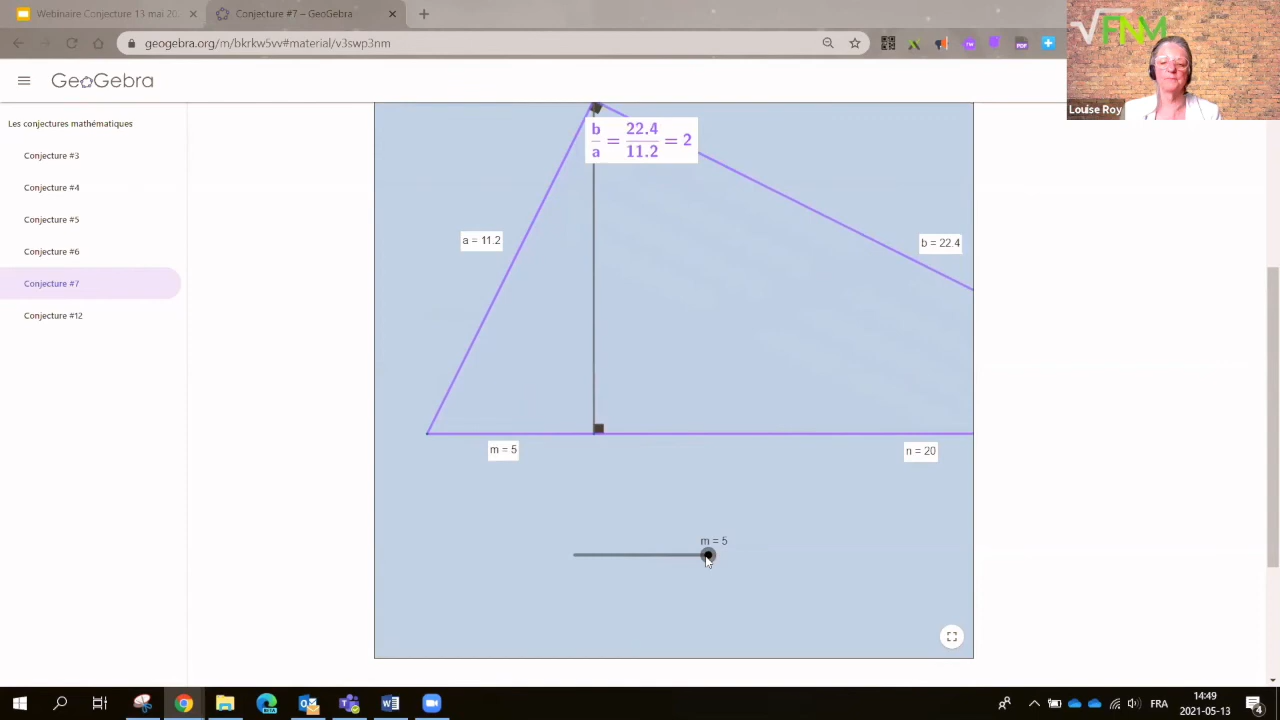 Webinaire Conjecture 13 mai 20
Conjecture #7 – GeoGebra
geogebra.org/m/bkrkw5vv#material/v3swp3nm
√FNM
Louise Roy
GeoGebra
Les conjectures mathématiques
Conjecture #3
Conjecture #4
Conjecture #5
Conjecture #6
Conjecture #7
Conjecture #12
b/a = 22.4/11.2 = 2
a = 11.2
b = 22.4
m = 5
n = 20
m = 5
FRA
14:49
2021-05-13
4